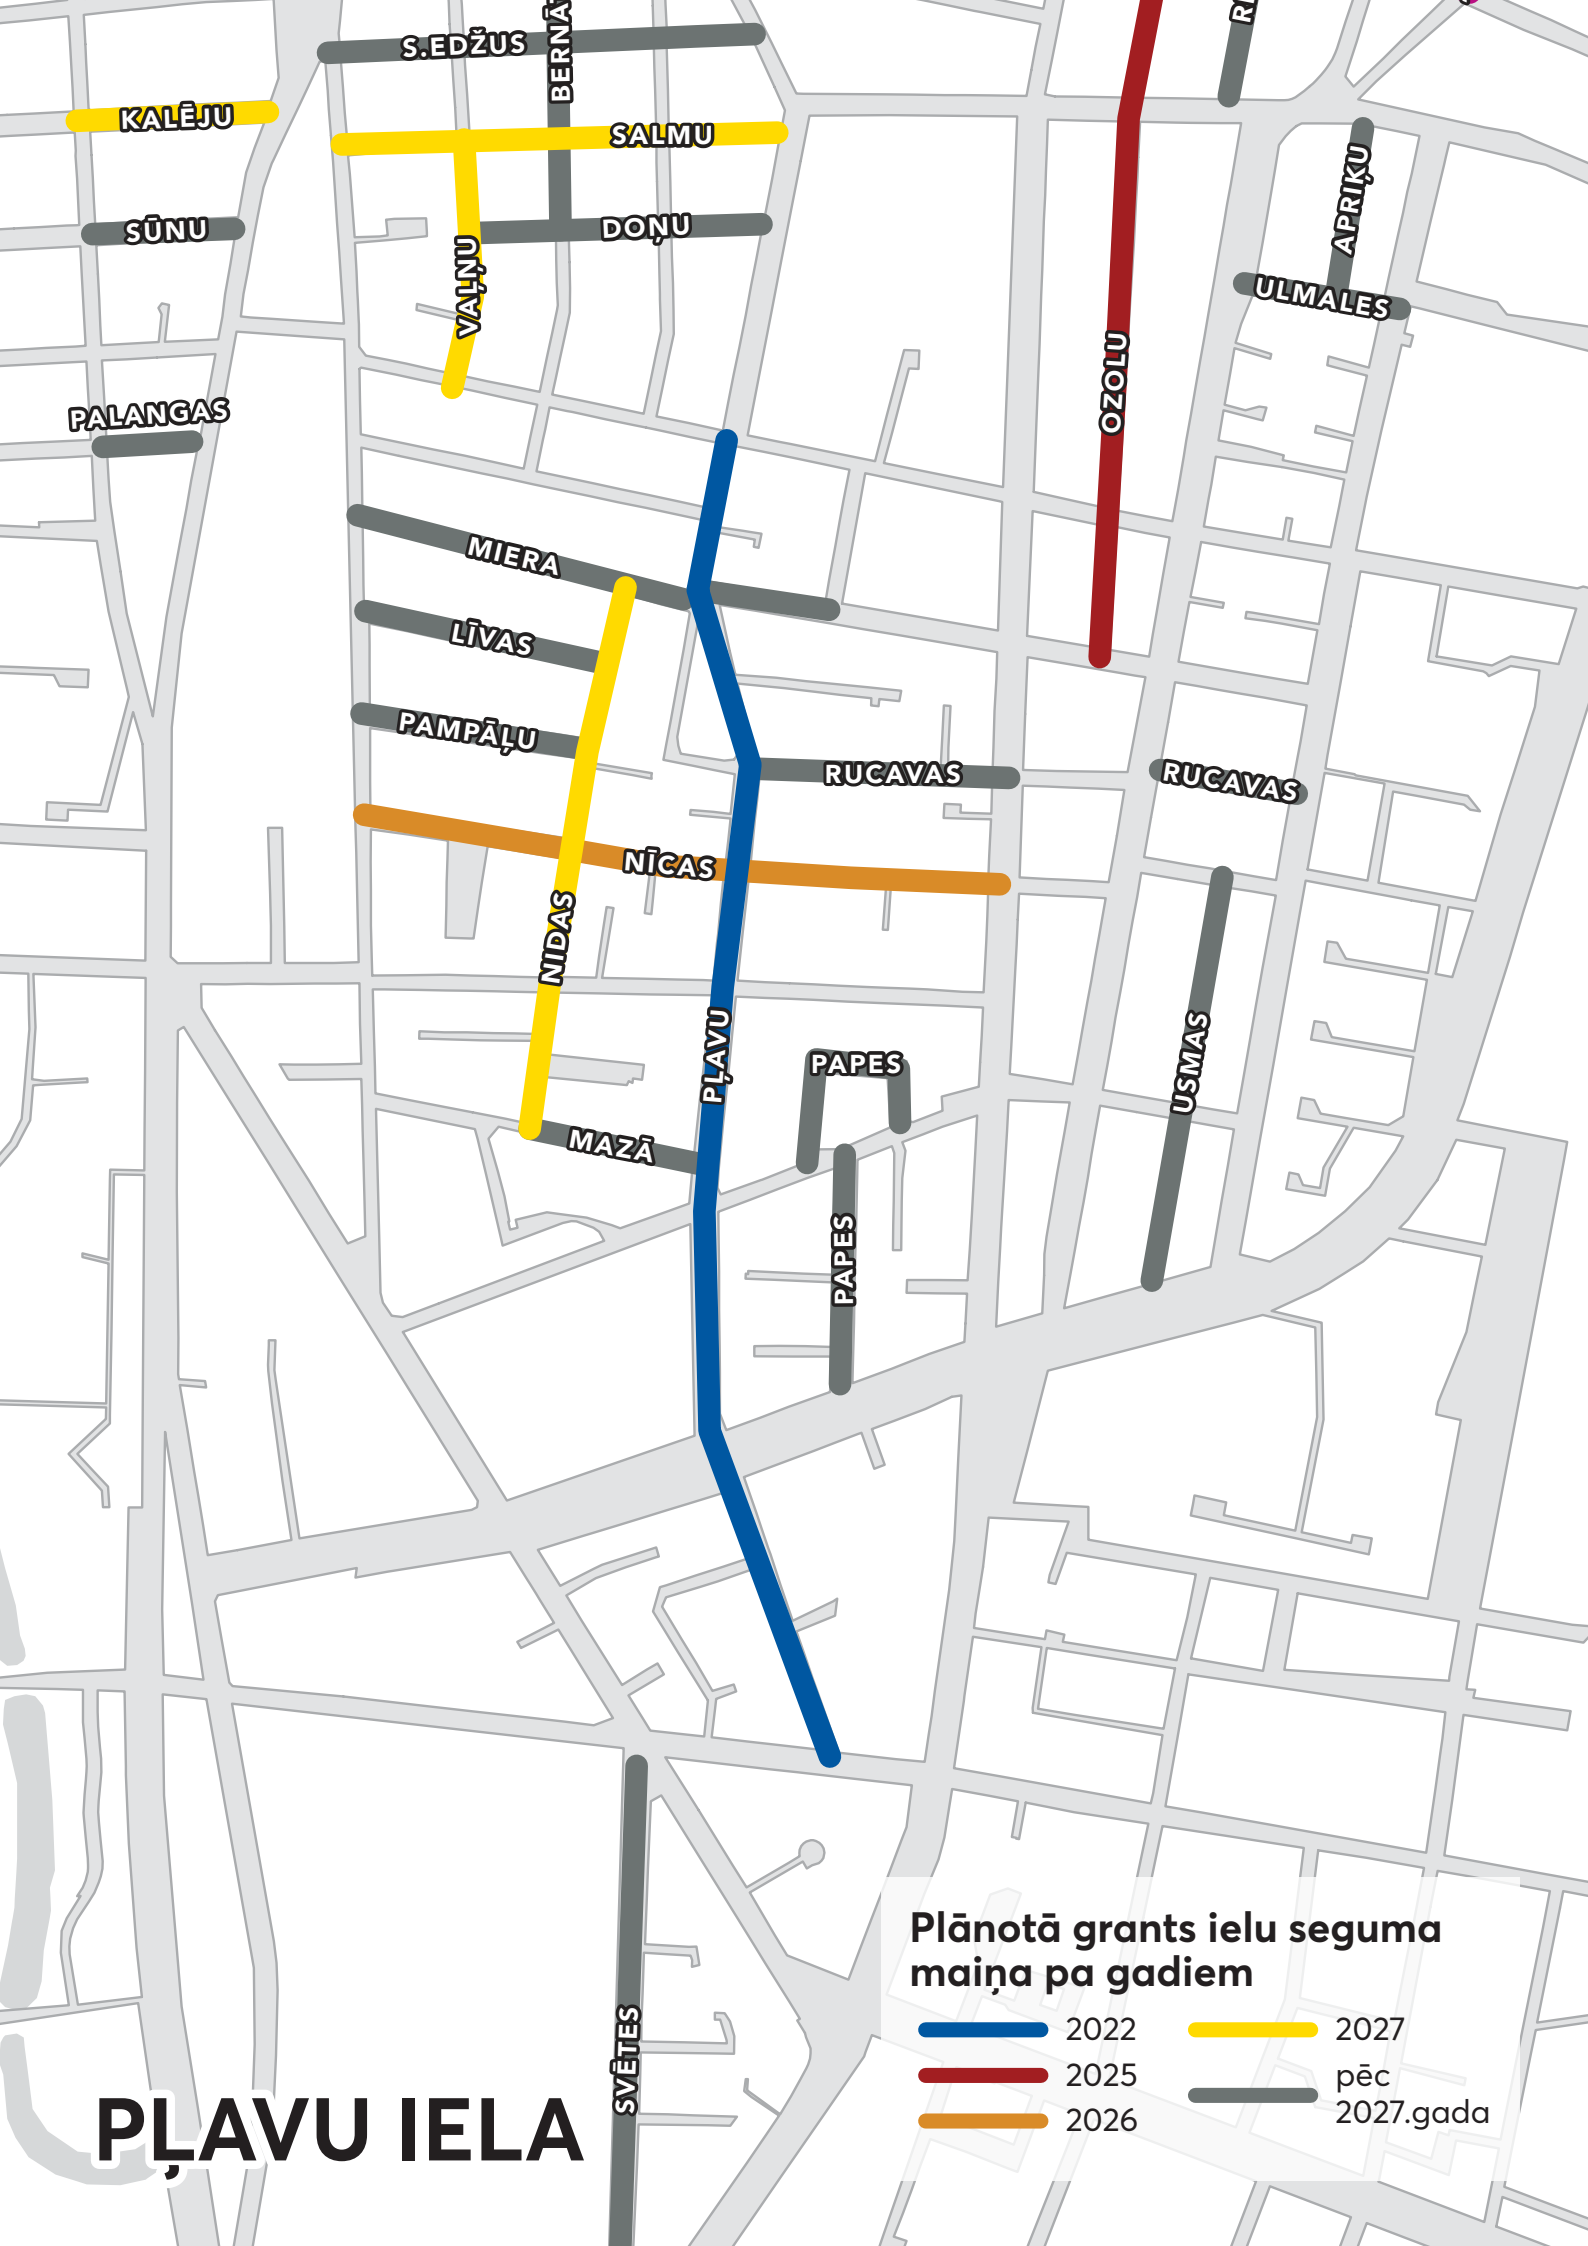 S.EDŽUS
BERNĀ
KALĒJU
SALMU
SŪNU
DOŅU
VAĻŅU
APRIĶU
ULMALES
OZOLU
PALANGAS
MIERA
LĪVAS
PAMPĀĻU
RUCAVAS
RUCAVAS
NĪCAS
NIDAS
PĻAVU
PAPES
USMAS
MAZĀ
PAPES
SVĒTES
PĻAVU IELA
Plānotā grants ielu seguma
maiņa pa gadiem
2022
2025
2026
2027
pēc
2027.gada